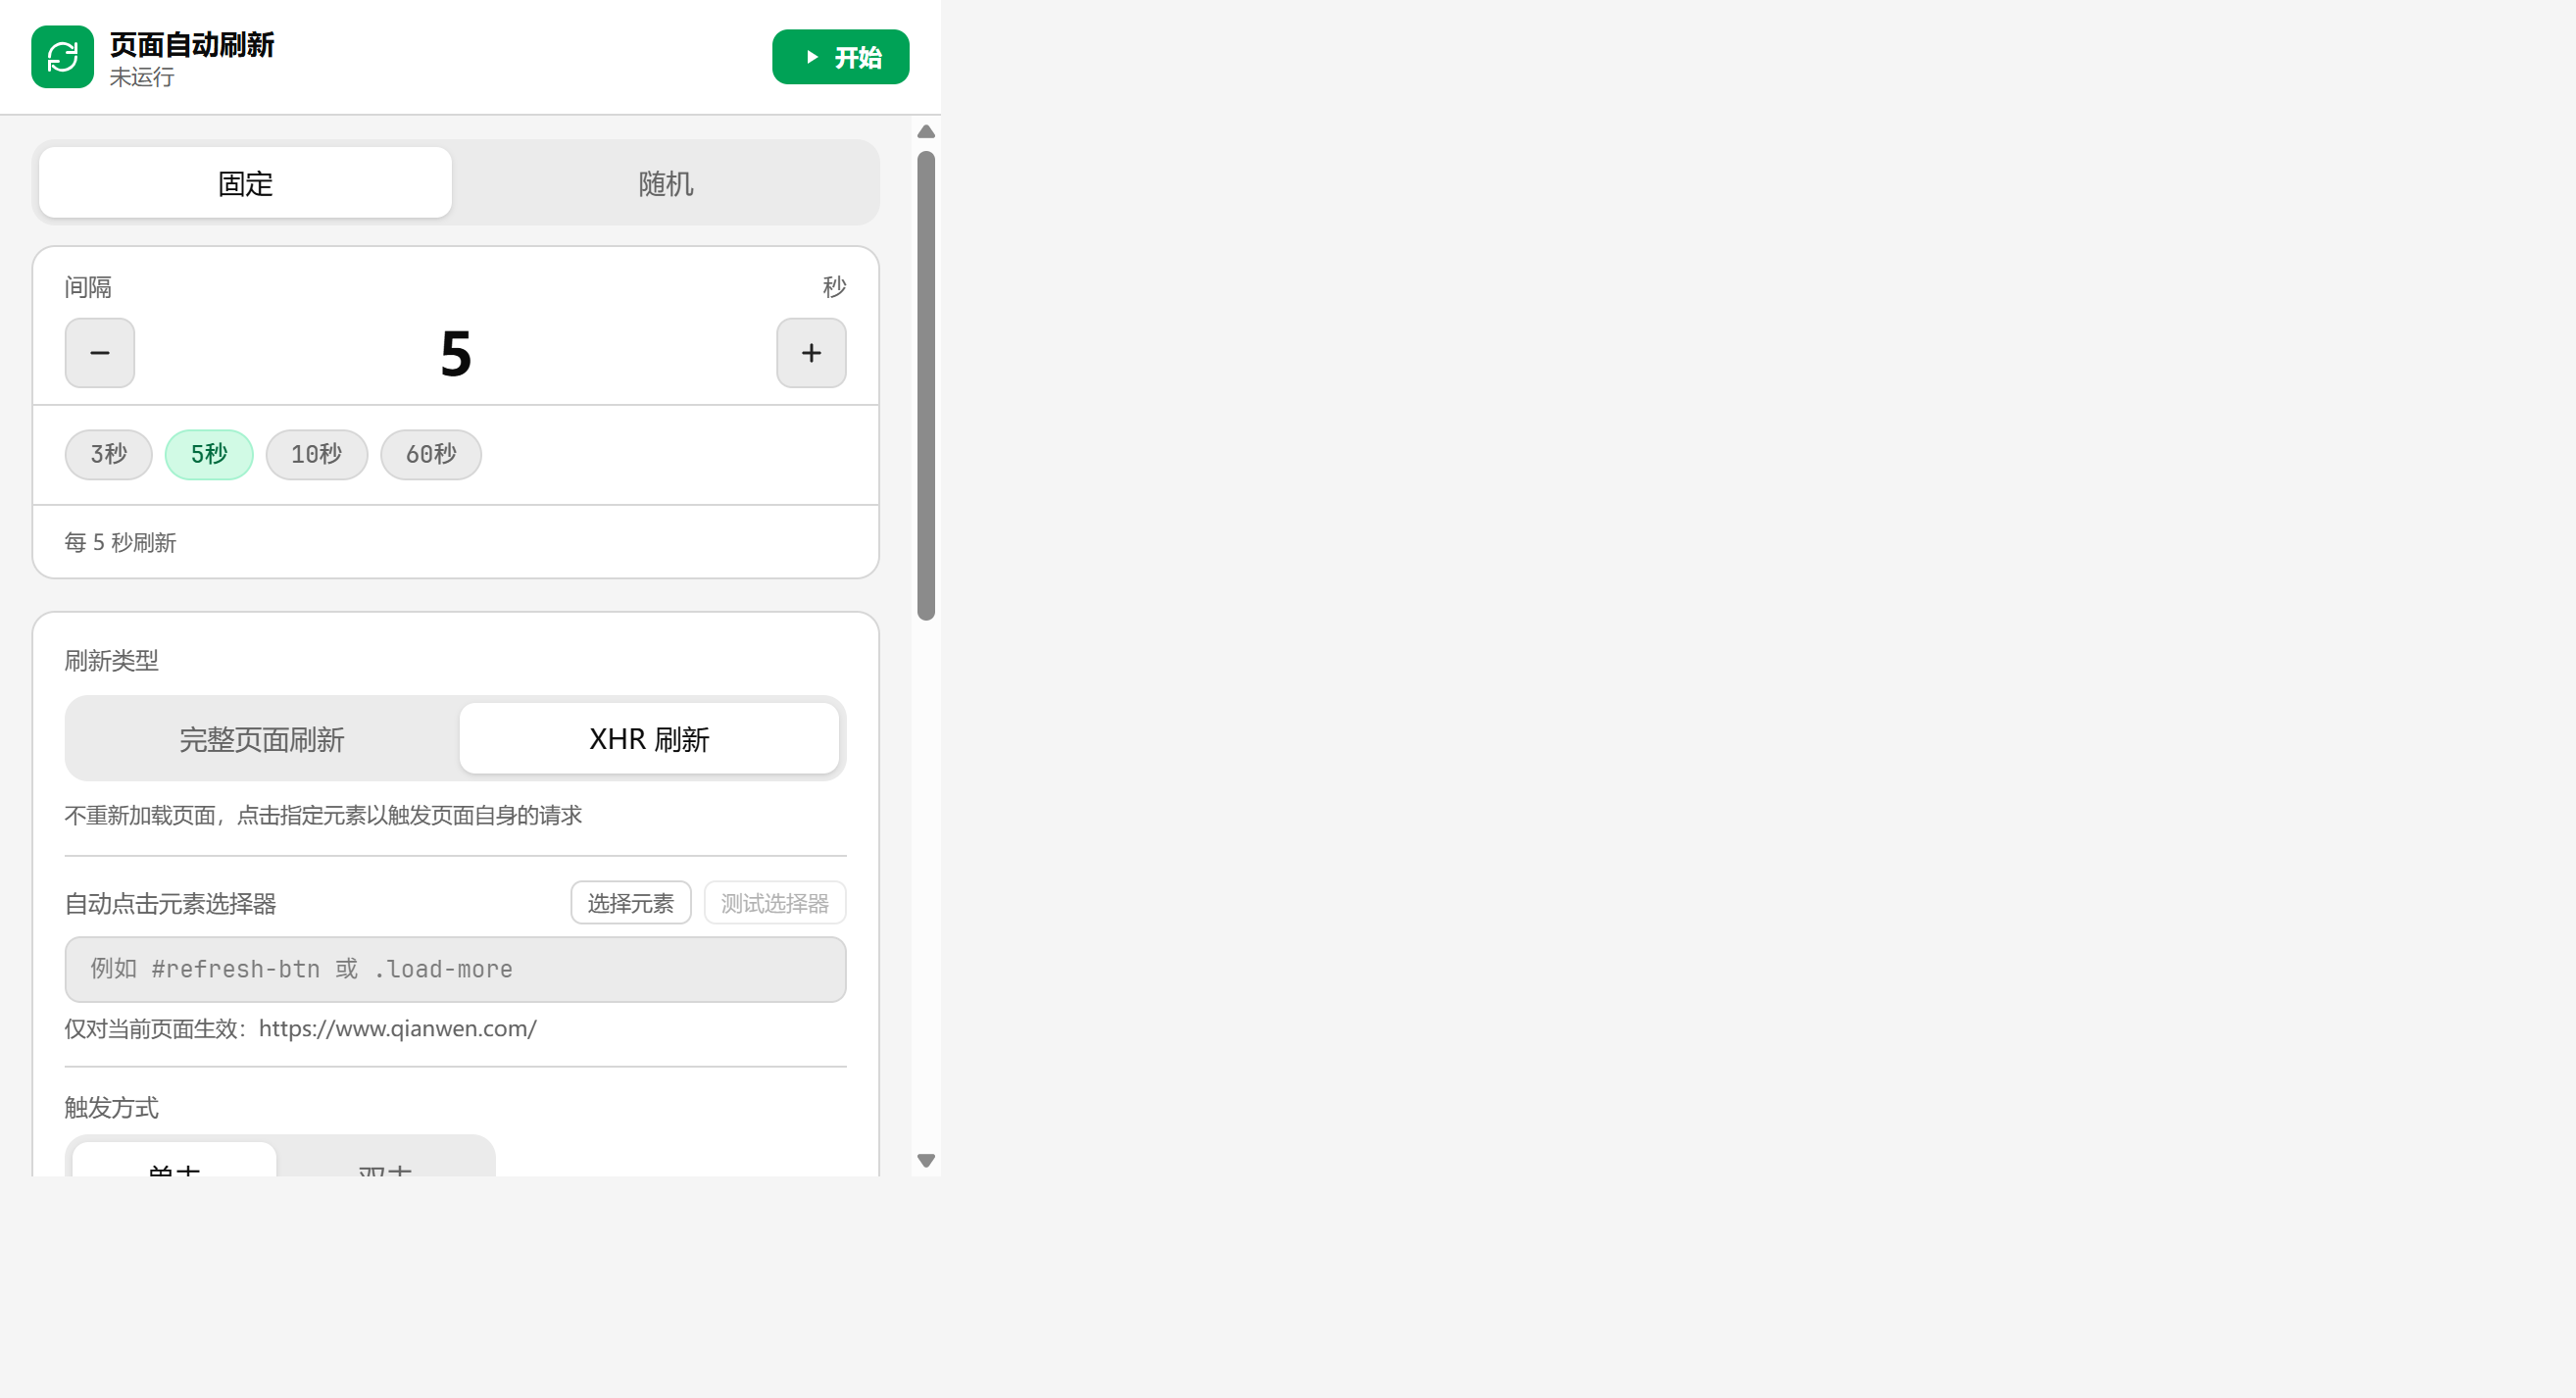 页面自动刷新
未运行
开始
固定
随机
间隔
秒
5
3秒
5秒
10秒
60秒
每 5 秒刷新
刷新类型
完整页面刷新
XHR 刷新
不重新加载页面，点击指定元素以触发页面自身的请求
自动点击元素选择器
选择元素
测试选择器
例如 #refresh-btn 或 .load-more
仅对当前页面生效：https://www.qianwen.com/
触发方式
单击
双击